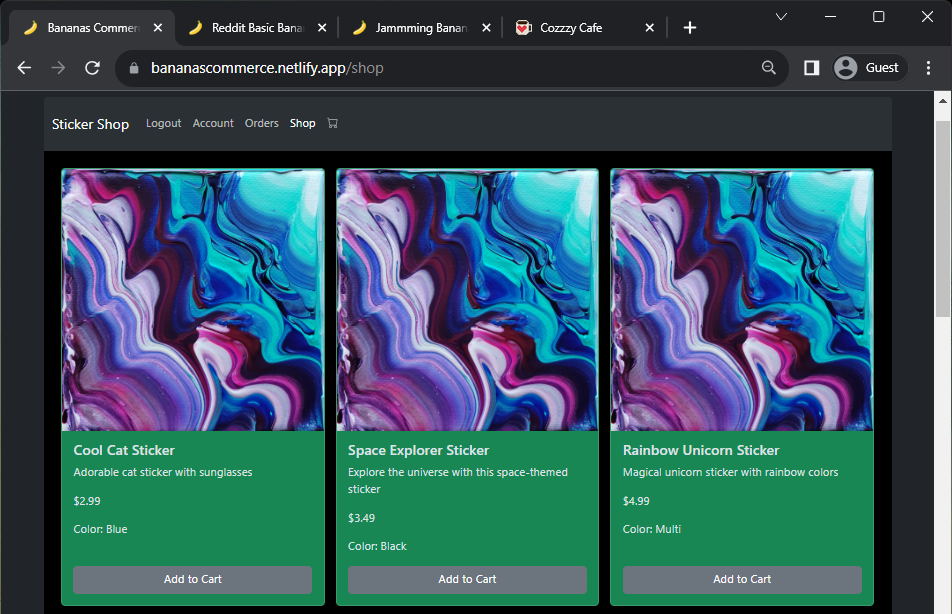 Bananas Commer
Reddit Basic Bana
Jammming Banan
Cozzzy Cafe
bananascommerce.netlify.app/shop
Guest
Sticker Shop
Logout
Account
Orders
Shop
Cool Cat Sticker
Adorable cat sticker with sunglasses
$2.99
Color: Blue
Add to Cart
Space Explorer Sticker
Explore the universe with this space-themed
sticker
$3.49
Color: Black
Add to Cart
Rainbow Unicorn Sticker
Magical unicorn sticker with rainbow colors
$4.99
Color: Multi
Add to Cart